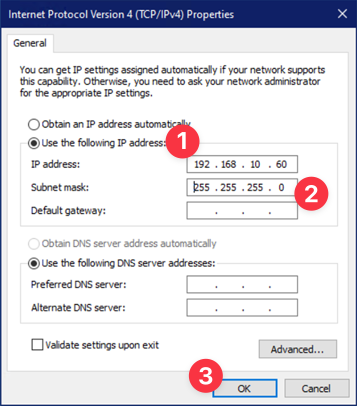 Internet Protocol Version 4 (TCP/IPv4) Properties
General
You can get IP settings assigned automatically if your network supports
this capability. Otherwise, you need to ask your network administrator
for the appropriate IP settings.
Obtain an IP address automatically
Use the following IP address:
1
IP address:
192 . 168 . 10 . 60
Subnet mask:
255 . 255 . 255 . 0
2
Default gateway:
. . .
Obtain DNS server address automatically
Use the following DNS server addresses:
Preferred DNS server:
. . .
Alternate DNS server:
. . .
Validate settings upon exit
Advanced...
3
OK
Cancel